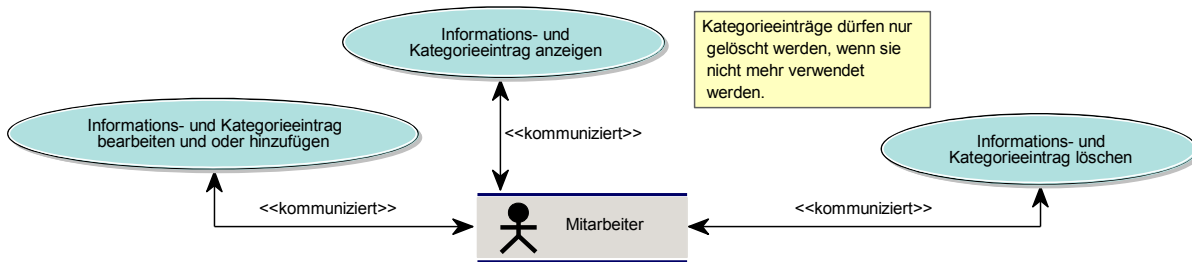 Informations- und
Kategorieeintrag anzeigen
Kategorieeinträge dürfen nur
gelöscht werden, wenn sie
nicht mehr verwendet
werden.
Informations- und Kategorieeintrag
bearbeiten und oder hinzufügen
<<kommuniziert>>
Informations- und
Kategorieeintrag löschen
<<kommuniziert>>
Mitarbeiter
<<kommuniziert>>